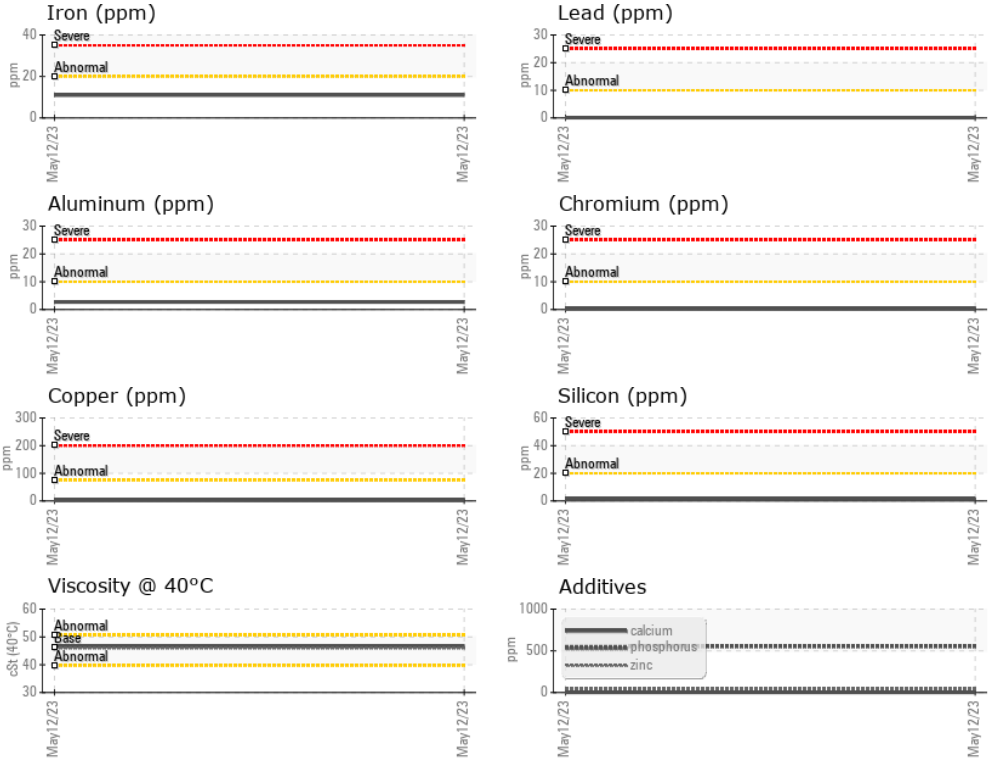 Iron (ppm)
40
20
0
ppm
Severe
Abnormal
May12/23
May12/23
Lead (ppm)
30
20
10
0
ppm
Severe
Abnormal
May12/23
May12/23
Aluminum (ppm)
30
20
10
0
ppm
Severe
Abnormal
May12/23
May12/23
Chromium (ppm)
30
20
10
0
ppm
Severe
Abnormal
May12/23
May12/23
Copper (ppm)
300
200
100
0
ppm
Severe
Abnormal
May12/23
May12/23
Silicon (ppm)
60
40
20
0
ppm
Severe
Abnormal
May12/23
May12/23
Viscosity @ 40°C
60
50
40
30
cSt (40°C)
Abnormal
Base
Abnormal
May12/23
May12/23
Additives
1000
500
0
ppm
calcium
phosphorus
zinc
May12/23
May12/23